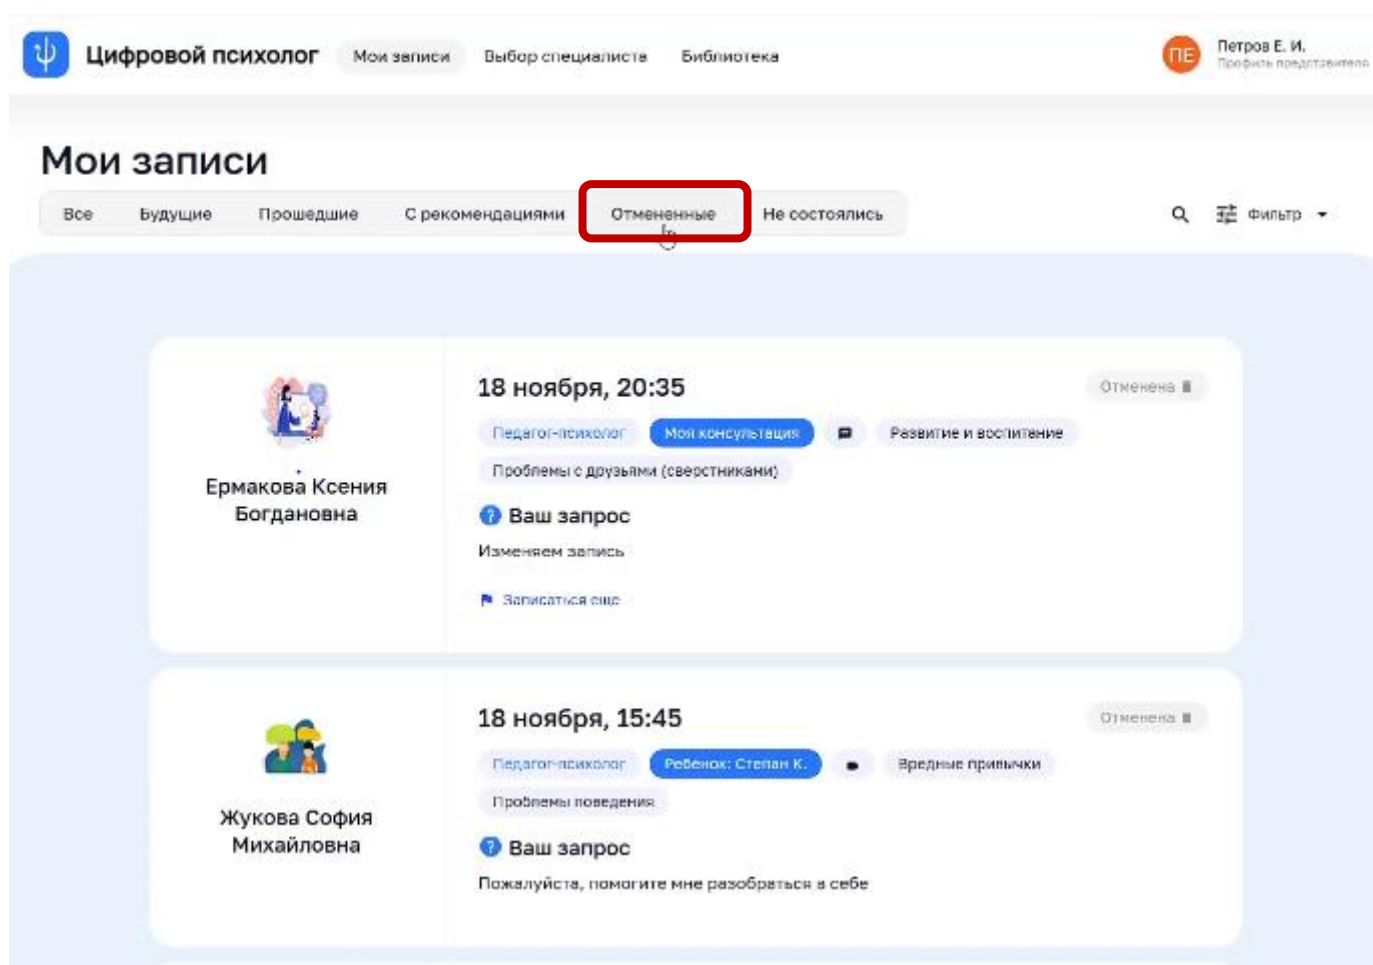 Цифровой психолог Мои записи Выбор специалиста Библиотека
ПЕ Петров Е. И.
Профиль представителя
Мои записи
Все Будущие Прошедшие С рекомендациями Отмененные Не состоялись Фильтр
18 ноября, 20:35 Отменена
Педагог-психолог Моя консультация Развитие и воспитание
Проблемы с друзьями (сверстниками)
Ермакова Ксения
Богдановна
Ваш запрос
Изменяем запись
Записаться еще
18 ноября, 15:45 Отменена
Педагог-психолог Ребенок: Степан К. Вредные привычки
Проблемы поведения
Жукова София
Михайловна
Ваш запрос
Пожалуйста, помогите мне разобраться в себе